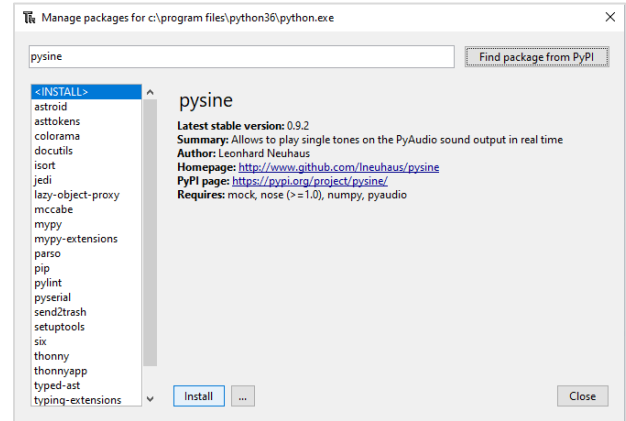 Manage packages for c:\program files\python36\python.exe
pysine
Find package from PyPI
<INSTALL>
astroid
asttokens
colorama
docutils
isort
jedi
lazy-object-proxy
mccabe
mypy
mypy-extensions
parso
pip
pylint
pyserial
send2trash
setuptools
six
thonny
thonnyapp
typed-ast
typing-extensions
pysine
Latest stable version: 0.9.2
Summary: Allows to play single tones on the PyAudio sound output in real time
Author: Leonhard Neuhaus
Homepage: http://www.github.com/lneuhaus/pysine
PyPI page: https://pypi.org/project/pysine/
Requires: mock, nose (>=1.0), numpy, pyaudio
Install
...
Close